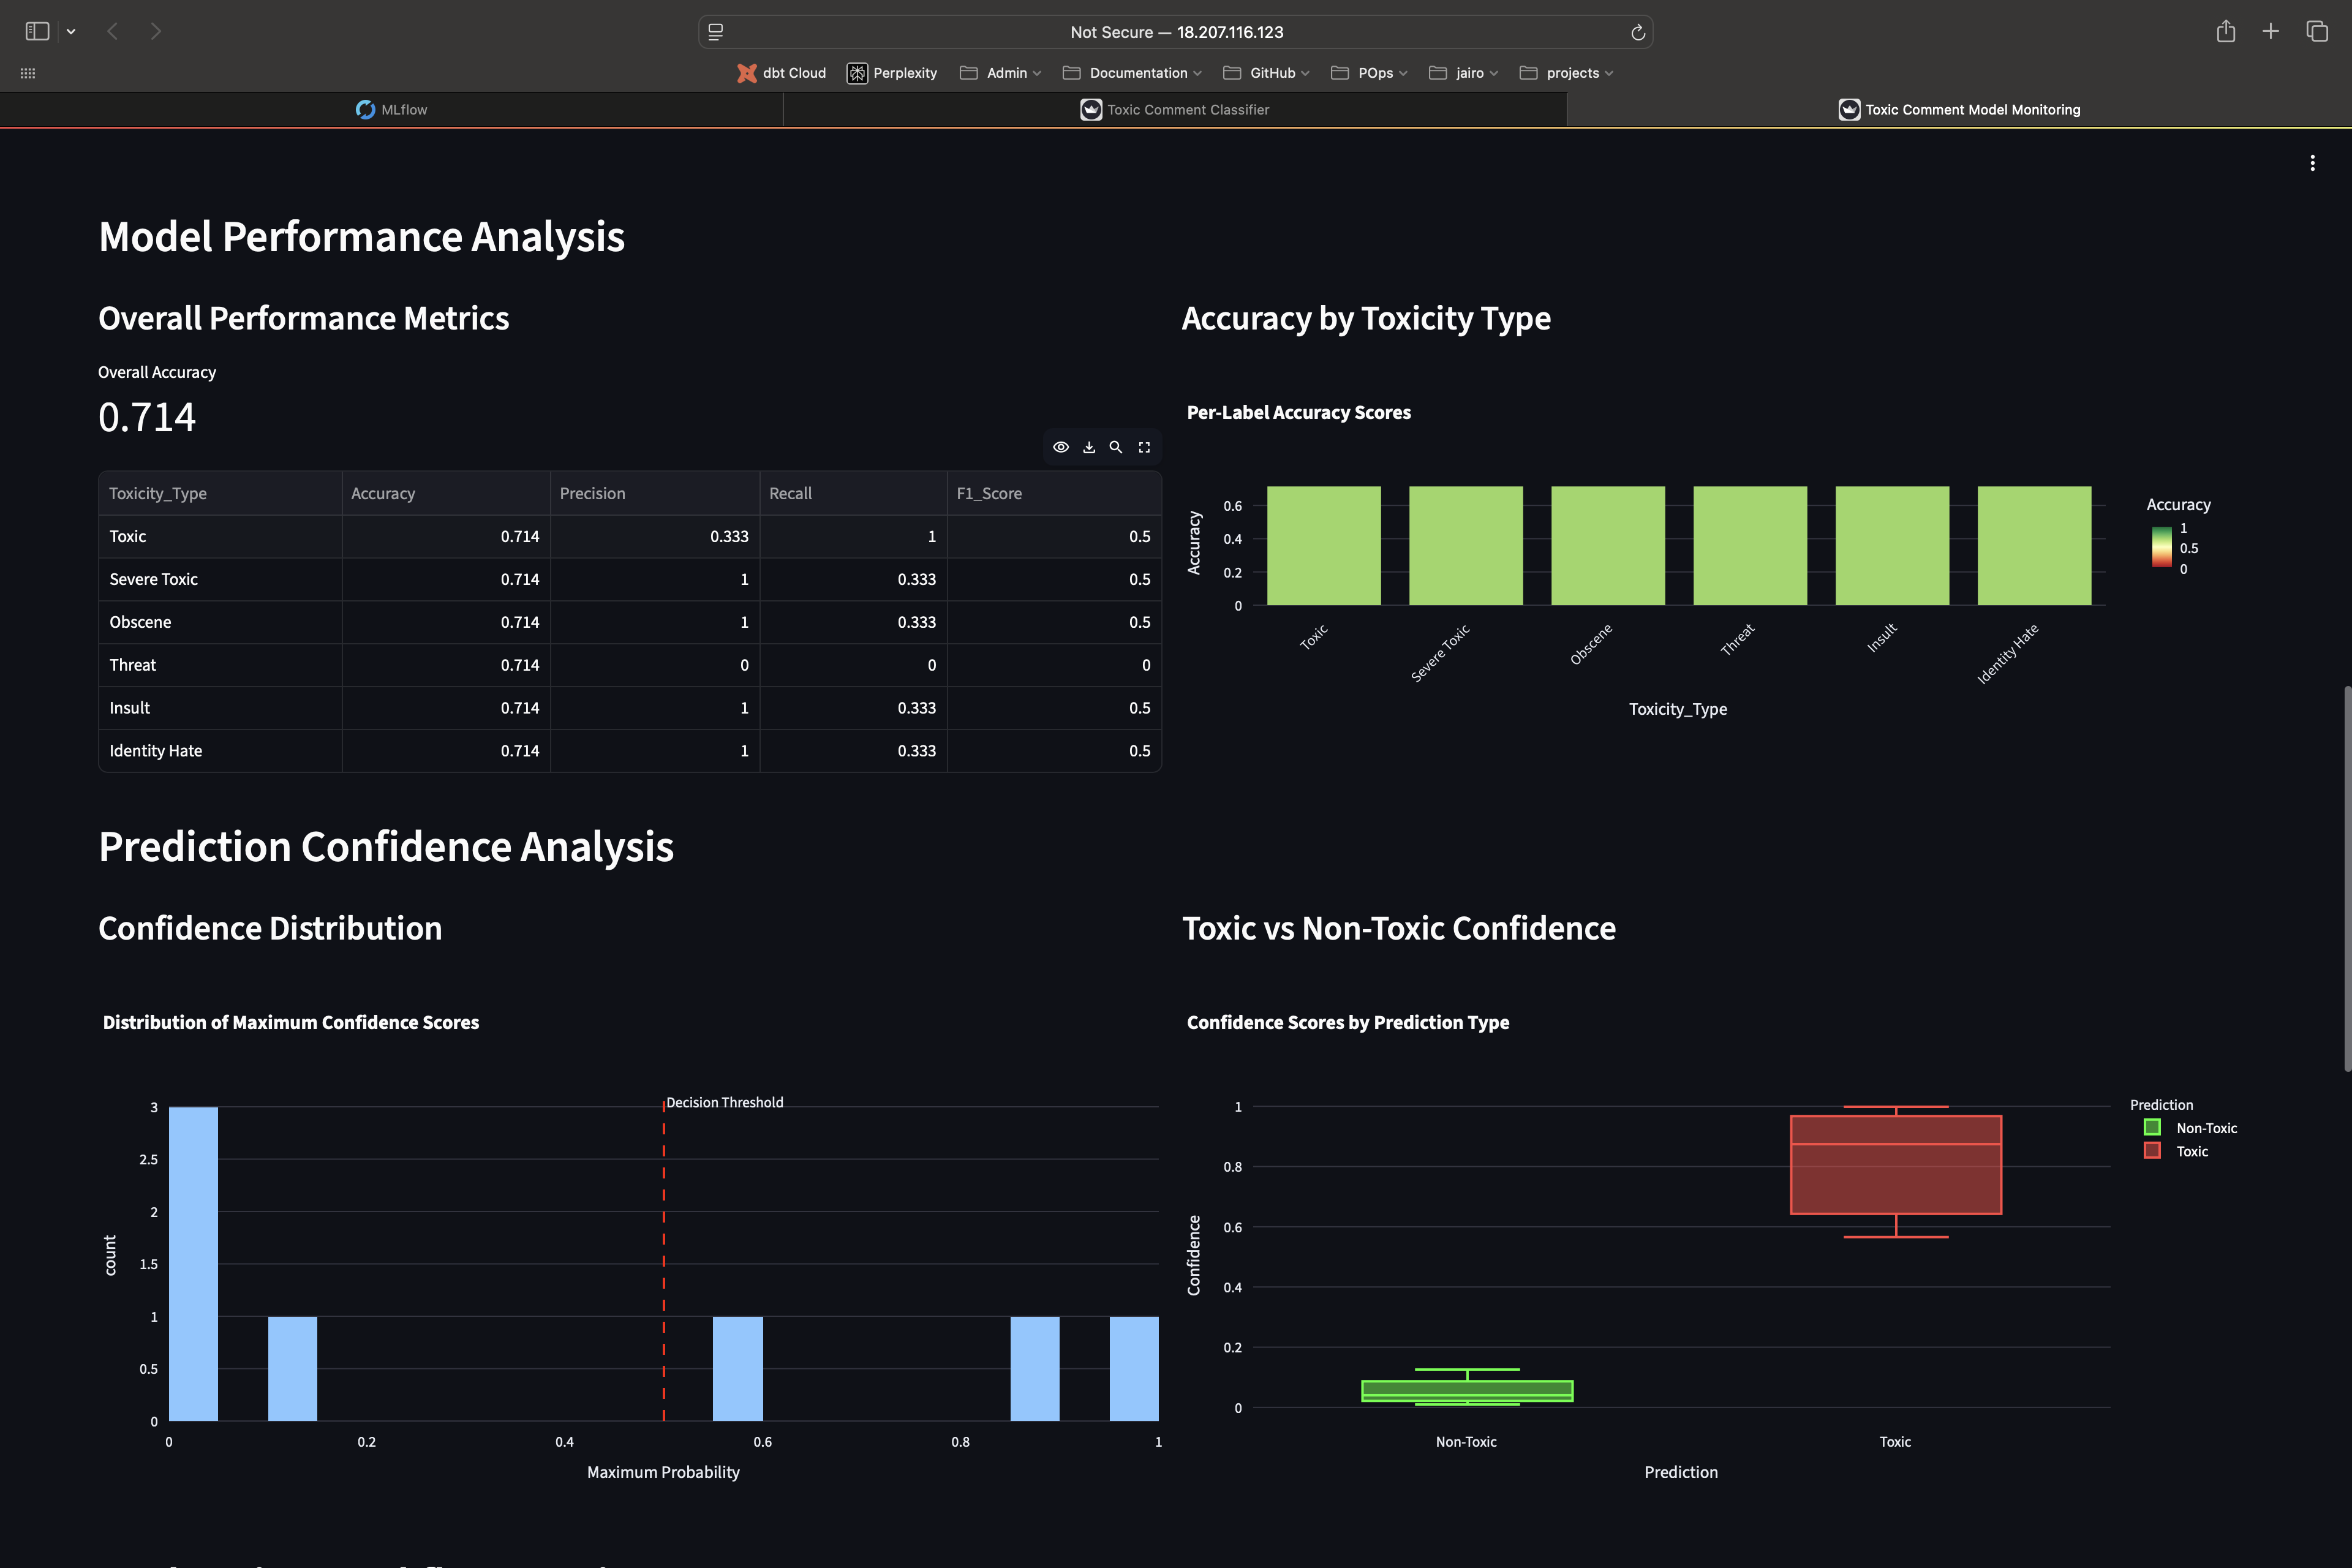 Not Secure — 18.207.116.123
dbt Cloud Perplexity Admin Documentation GitHub POps jairo projects
MLflow Toxic Comment Classifier Toxic Comment Model Monitoring
Model Performance Analysis
Overall Performance Metrics
Overall Accuracy
0.714
Toxicity_Type Accuracy Precision Recall F1_Score
Toxic 0.714 0.333 1 0.5
Severe Toxic 0.714 1 0.333 0.5
Obscene 0.714 1 0.333 0.5
Threat 0.714 0 0 0
Insult 0.714 1 0.333 0.5
Identity Hate 0.714 1 0.333 0.5
Accuracy by Toxicity Type
Per-Label Accuracy Scores
Accuracy
0.6
0.4
0.2
0
Toxic Severe Toxic Obscene Threat Insult Identity Hate
Toxicity_Type
Accuracy
1
0.5
0
Prediction Confidence Analysis
Confidence Distribution
Distribution of Maximum Confidence Scores
Decision Threshold
count
3
2.5
2
1.5
1
0.5
0
0 0.2 0.4 0.6 0.8 1
Maximum Probability
Toxic vs Non-Toxic Confidence
Confidence Scores by Prediction Type
Confidence
1
0.8
0.6
0.4
0.2
0
Non-Toxic Toxic
Prediction
Prediction
Non-Toxic
Toxic